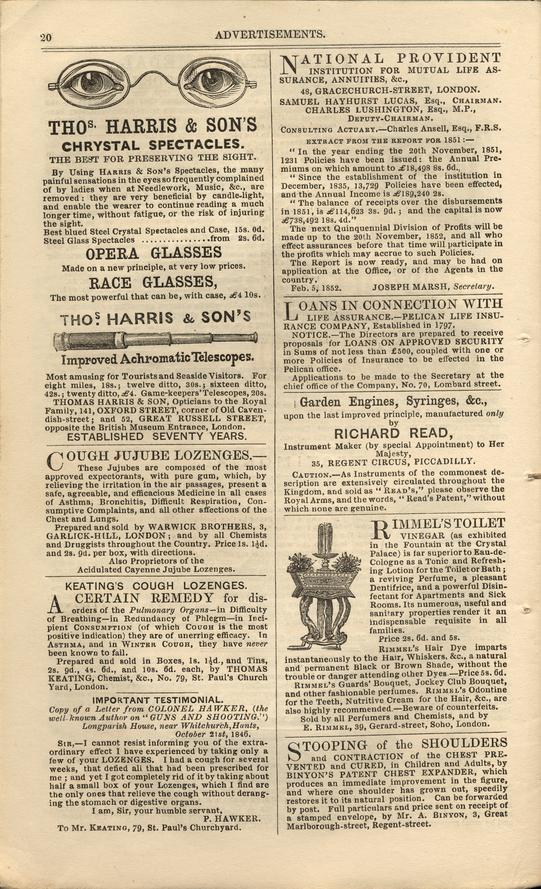 20
ADVERTISEMENTS.
THOS. HARRIS & SON'S
CHRYSTAL SPECTACLES.
THE BEST FOR PRESERVING THE SIGHT.
By Using HARRIS & Son's Spectacles, the many
painful sensations in the eyes so frequently complained
of by ladies when at Needlework, Music, &c., are
removed: they are very beneficial by candle-light,
and enable the wearer to continue reading a much
longer time, without fatigue, or the risk of injuring
the sight.
Best blued Steel Crystal Spectacles and Case, 15s. 0d.
Steel Glass Spectacles ...............from 2s. 6d.
OPERA GLASSES
Made on a new principle, at very low prices.
RACE GLASSES,
The most powerful that can be, with case, £4 10s.
THOS HARRIS & SON'S
Improved Achromatic Telescopes.
Most amusing for Tourists and Seaside Visitors. For
eight miles, 18s.; twelve ditto, 30s.; sixteen ditto,
42s.; twenty ditto, £4. Game-keepers' Telescopes, 20s.
THOMAS HARRIS & SON, Opticians to the Royal
Family, 141, OXFORD STREET, corner of Old Caven-
dish-street; and 52, GREAT RUSSELL STREET,
opposite the British Museum Entrance, London.
ESTABLISHED SEVENTY YEARS.
COUGH JUJUBE LOZENGES.—
These Jujubes are composed of the most
approved expectorants, with pure gum, which, by
relieving the irritation in the air passages, present a
safe, agreeable, and efficacious Medicine in all cases
of Asthma, Bronchitis, Difficult Respiration, Con-
sumptive Complaints, and all other affections of the
Chest and Lungs.
Prepared and sold by WARWICK BROTHERS, 3,
GARLICK-HILL, LONDON; and by all Chemists
and Druggists throughout the Country. Price 1s. 1½d.
and 2s. 9d. per box, with directions.
Also Proprietors of the
Acidulated Cayenne Jujube Lozenges.
KEATING'S COUGH LOZENGES.
A CERTAIN REMEDY for dis-
orders of the Pulmonary Organs—in Difficulty
of Breathing—in Redundancy of Phlegm—in Inci-
pient CONSUMPTION (of which COUGH is the most
positive indication) they are of unerring efficacy. In
ASTHMA, and in WINTER COUGH, they have never
been known to fail.
Prepared and sold in Boxes, 1s. 1½d., and Tins,
2s. 9d., 4s. 6d., and 10s. 6d. each, by THOMAS
KEATING, Chemist, &c., No. 79, St. Paul's Church
Yard, London.
IMPORTANT TESTIMONIAL.
Copy of a Letter from COLONEL HAWKER, (the
well-known Author on "GUNS AND SHOOTING.")
Longparish House, near Whitchurch, Hants,
October 21st, 1846.
SIR,—I cannot resist informing you of the extra-
ordinary effect I have experienced by taking only a
few of your LOZENGES. I had a cough for several
weeks, that defied all that had been prescribed for
me; and yet I got completely rid of it by taking about
half a small box of your Lozenges, which I find are
the only ones that relieve the cough without derang-
ing the stomach or digestive organs.
I am, Sir, your humble servant,
P. HAWKER.
To Mr. KEATING, 79, St. Paul's Churchyard.
NATIONAL PROVIDENT
INSTITUTION FOR MUTUAL LIFE AS-
SURANCE, ANNUITIES, &c.,
48, GRACECHURCH-STREET, LONDON.
SAMUEL HAYHURST LUCAS, Esq., CHAIRMAN.
CHARLES LUSHINGTON, Esq., M.P.,
DEPUTY-CHAIRMAN.
CONSULTING ACTUARY.—Charles Ansell, Esq., F.R.S.
EXTRACT FROM THE REPORT FOR 1851:—
"In the year ending the 20th November, 1851,
1231 Policies have been issued: the Annual Pre-
miums on which amount to £18,498 8s. 6d.,
"Since the establishment of the institution in
December, 1835, 13,729 Policies have been effected,
and the Annual Income is £189,240 2s.
"The balance of receipts over the disbursements
in 1851, is £114,623 3s. 9d.; and the capital is now
£738,492 18s. 4d."
The next Quinquennial Division of Profits will be
made up to the 20th November, 1852, and all who
effect assurances before that time will participate in
the profits which may accrue to such Policies.
The Report is now ready, and may be had on
application at the Office, or of the Agents in the
country.
Feb. 5, 1852. JOSEPH MARSH, Secretary.
LOANS IN CONNECTION WITH
LIFE ASSURANCE.—PELICAN LIFE INSU-
RANCE COMPANY, Established in 1797.
NOTICE.—The Directors are prepared to receive
proposals for LOANS ON APPROVED SECURITY
in Sums of not less than £500, coupled with one or
more Policies of Insurance to be effected in the
Pelican office.
Applications to be made to the Secretary at the
chief office of the Company, No. 70, Lombard street.
Garden Engines, Syringes, &c.,
upon the last improved principle, manufactured only
by
RICHARD READ,
Instrument Maker (by special Appointment) to Her
Majesty,
35, REGENT CIRCUS, PICCADILLY.
CAUTION.—As Instruments of the commonest de-
scription are extensively circulated throughout the
Kingdom, and sold as "READ'S," please observe the
Royal Arms, and the words, "Read's Patent," without
which none are genuine.
RIMMEL'S TOILET
VINEGAR (as exhibited
in the Fountain at the Crystal
Palace) is far superior to Eau-de-
Cologne as a Tonic and Refresh-
ing Lotion for the Toilet or Bath;
a reviving Perfume, a pleasant
Dentifrice, and a powerful Disin-
fectant for Apartments and Sick
Rooms. Its numerous, useful and
sanitary properties render it an
indispensable requisite in all
families.
Price 2s. 6d. and 5s.
RIMMEL'S Hair Dye imparts
instantaneously to the Hair, Whiskers, &c., a natural
and permanent Black or Brown Shade, without the
trouble or danger attending other Dyes.—Price 5s. 6d.
RIMMEL'S Guards' Bouquet, Jockey Club Bouquet,
and other fashionable perfumes. RIMMEL'S Odontine
for the Teeth, Nutritive Cream for the Hair, &c., are
also highly recommended.—Beware of counterfeits.
Sold by all Perfumers and Chemists, and by
E. RIMMEL, 39, Gerard-street, Soho, London.
STOOPING of the SHOULDERS
and CONTRACTION of the CHEST PRE-
VENTED and CURED, in Children and Adults, by
BINYON'S PATENT CHEST EXPANDER, which
produces an immediate improvement in the figure,
and where one shoulder has grown out, speedily
restores it to its natural position. Can be forwarded
by post. Full particulars and price sent on receipt of
a stamped envelope, by Mr. A. BINYON, 3, Great
Marlborough-street, Regent-street.